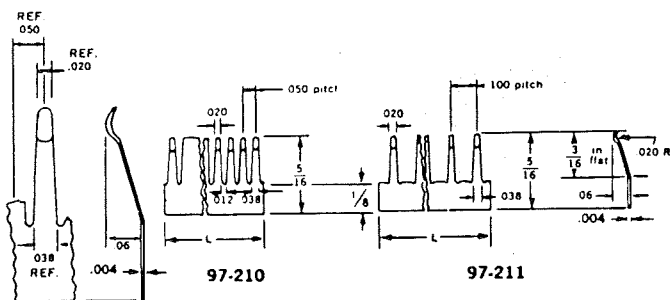 REF.
.050
REF.
.020
.038
REF.
.06
.004
.020
.050 pitch
.012
.038
5/16
1/8
L
97-210
.020
.100 pitch
.038
5/16
3/16 in flat
.020 R
.06
.004
L
97-211